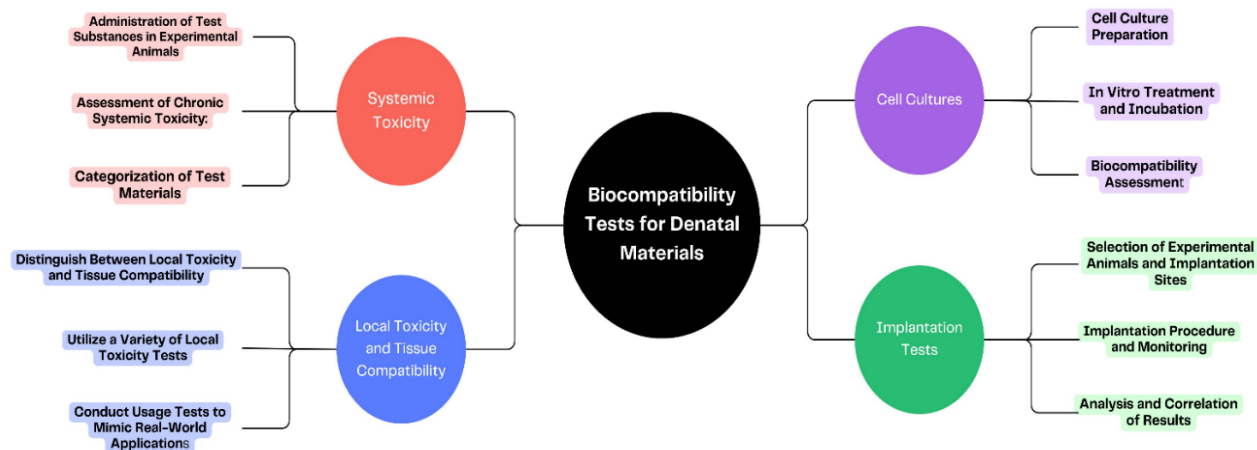 Administration of Test
Substances in Experimental
Animals
Assessment of Chronic
Systemic Toxicity:
Categorization of Test
Materials
Systemic
Toxicity
Distinguish Between Local Toxicity
and Tissue Compatibility
Utilize a Variety of Local
Toxicity Tests
Conduct Usage Tests to
Mimic Real-World
Applications
Local Toxicity
and Tissue
Compatibility
Biocompatibility
Tests for Denatal
Materials
Cell Cultures
Cell Culture
Preparation
In Vitro Treatment
and Incubation
Biocompatibility
Assessment
Implantation
Tests
Selection of Experimental
Animals and Implantation
Sites
Implantation Procedure
and Monitoring
Analysis and Correlation
of Results